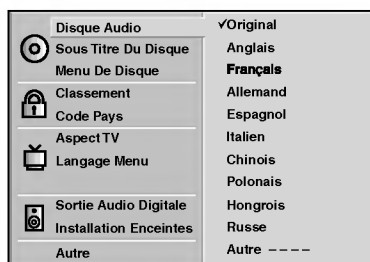 Disque Audio
Sous Titre Du Disque
Menu De Disque
Classement
Code Pays
Aspect TV
Langage Menu
Sortie Audio Digitale
Installation Enceintes
Autre
✓Original
Anglais
Français
Allemand
Espagnol
Italien
Chinois
Polonais
Hongrois
Russe
Autre – – – –